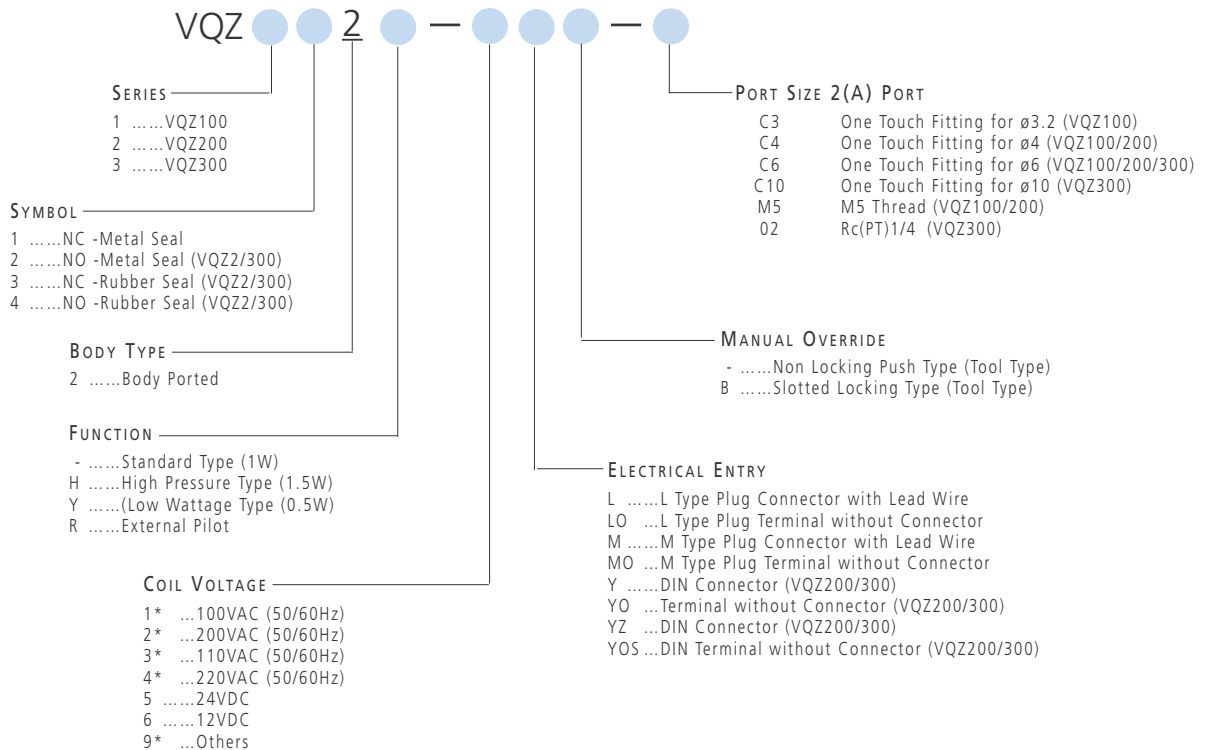 VQZ 2 — —
SERIES
1 ......VQZ100
2 ......VQZ200
3 ......VQZ300
SYMBOL
1 ......NC -Metal Seal
2 ......NO -Metal Seal (VQZ2/300)
3 ......NC -Rubber Seal (VQZ2/300)
4 ......NO -Rubber Seal (VQZ2/300)
BODY TYPE
2 ......Body Ported
FUNCTION
- ......Standard Type (1W)
H ......High Pressure Type (1.5W)
Y ......(Low Wattage Type (0.5W)
R ......External Pilot
COIL VOLTAGE
1* ...100VAC (50/60Hz)
2* ...200VAC (50/60Hz)
3* ...110VAC (50/60Hz)
4* ...220VAC (50/60Hz)
5 ......24VDC
6 ......12VDC
9* ...Others
PORT SIZE 2(A) PORT
C3 One Touch Fitting for ø3.2 (VQZ100)
C4 One Touch Fitting for ø4 (VQZ100/200)
C6 One Touch Fitting for ø6 (VQZ100/200/300)
C10 One Touch Fitting for ø10 (VQZ300)
M5 M5 Thread (VQZ100/200)
02 Rc(PT)1/4 (VQZ300)
MANUAL OVERRIDE
- ......Non Locking Push Type (Tool Type)
B ......Slotted Locking Type (Tool Type)
ELECTRICAL ENTRY
L ......L Type Plug Connector with Lead Wire
LO ...L Type Plug Terminal without Connector
M ......M Type Plug Connector with Lead Wire
MO ...M Type Plug Terminal without Connector
Y ......DIN Connector (VQZ200/300)
YO ...Terminal without Connector (VQZ200/300)
YZ ...DIN Connector (VQZ200/300)
YOS ...DIN Terminal without Connector (VQZ200/300)